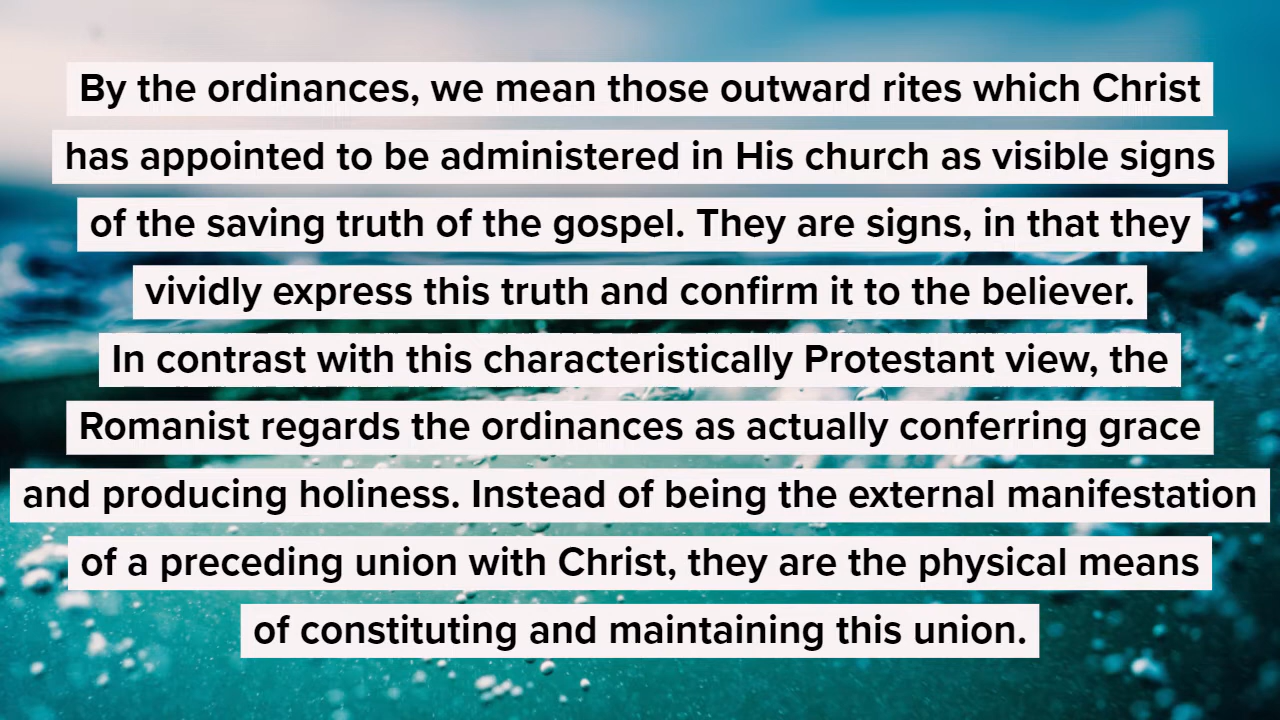 By the ordinances, we mean those outward rites which Christ
has appointed to be administered in His church as visible signs
of the saving truth of the gospel. They are signs, in that they
vividly express this truth and confirm it to the believer.
In contrast with this characteristically Protestant view, the
Romanist regards the ordinances as actually conferring grace
and producing holiness. Instead of being the external manifestation
of a preceding union with Christ, they are the physical means
of constituting and maintaining this union.